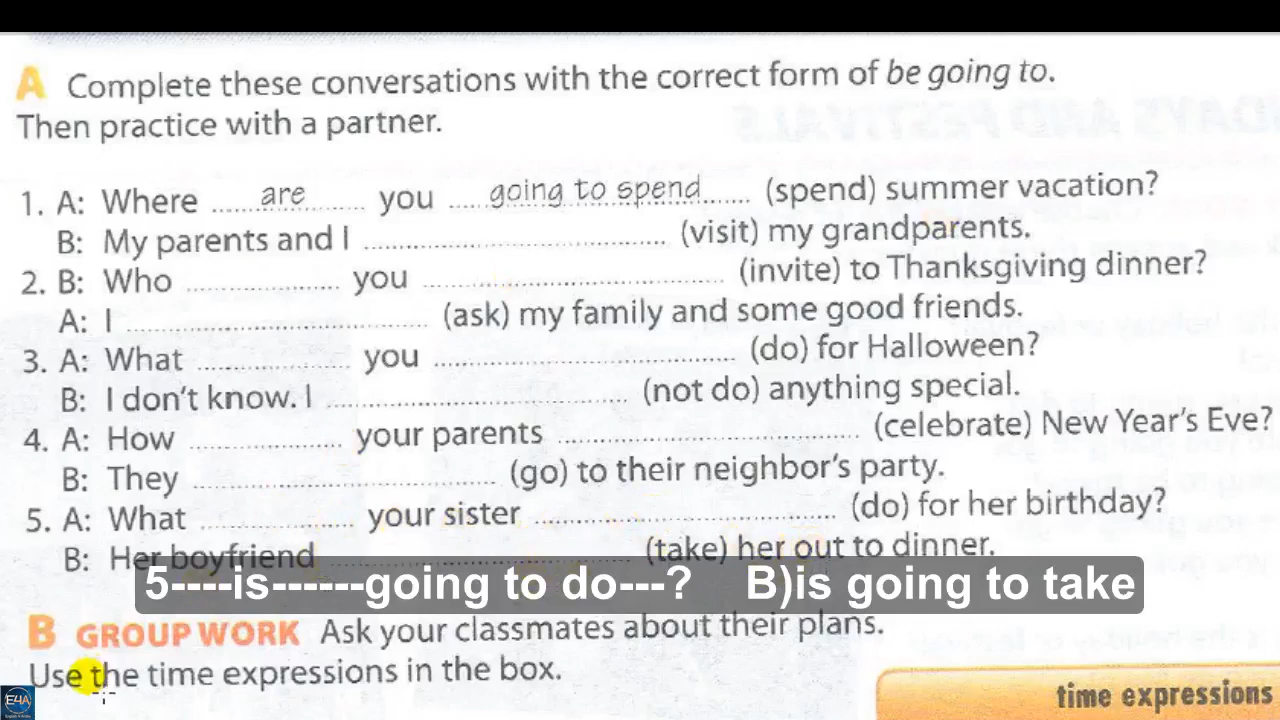 A Complete these conversations with the correct form of be going to.
Then practice with a partner.
1. A: Where are you going to spend (spend) summer vacation?
B: My parents and I (visit) my grandparents.
2. B: Who you (invite) to Thanksgiving dinner?
A: I (ask) my family and some good friends.
3. A: What you (do) for Halloween?
B: I don't know. I (not do) anything special.
4. A: How your parents (celebrate) New Year's Eve?
B: They (go) to their neighbor's party.
5. A: What your sister (do) for her birthday?
B: Her boyfriend (take) her out to dinner.
5----is------going to do---? B)is going to take
B GROUP WORK Ask your classmates about their plans.
Use the time expressions in the box.
time expressions
E4A